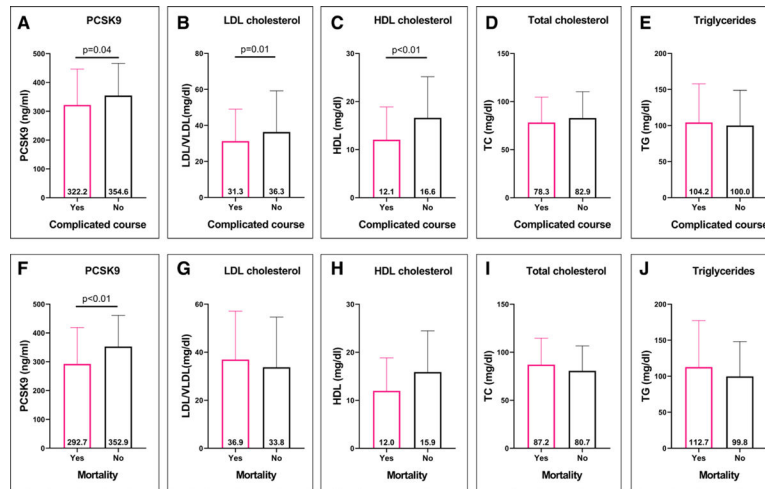 A PCSK9
p=0.04
PCSK9 (ng/ml)
500
400
300
200
100
0
322.2 354.6
Yes No
Complicated course
B LDL cholesterol
p=0.01
LDL/VLDL(mg/dl)
80
60
40
20
0
31.3 36.3
Yes No
Complicated course
C HDL cholesterol
p<0.01
HDL (mg/dl)
30
20
10
0
12.1 16.6
Yes No
Complicated course
D Total cholesterol
TC (mg/dl)
150
100
50
0
78.3 82.9
Yes No
Complicated course
E Triglycerides
TG (mg/dl)
200
150
100
50
0
104.2 100.0
Yes No
Complicated course
F PCSK9
p<0.01
PCSK9 (ng/ml)
500
400
300
200
100
0
292.7 352.9
Yes No
Mortality
G LDL cholesterol
LDL/VLDL(mg/dl)
60
40
20
0
36.9 33.8
Yes No
Mortality
H HDL cholesterol
HDL (mg/dl)
30
20
10
0
12.0 15.9
Yes No
Mortality
I Total cholesterol
TC (mg/dl)
150
100
50
0
87.2 80.7
Yes No
Mortality
J Triglycerides
TG (mg/dl)
200
150
100
50
0
112.7 99.8
Yes No
Mortality